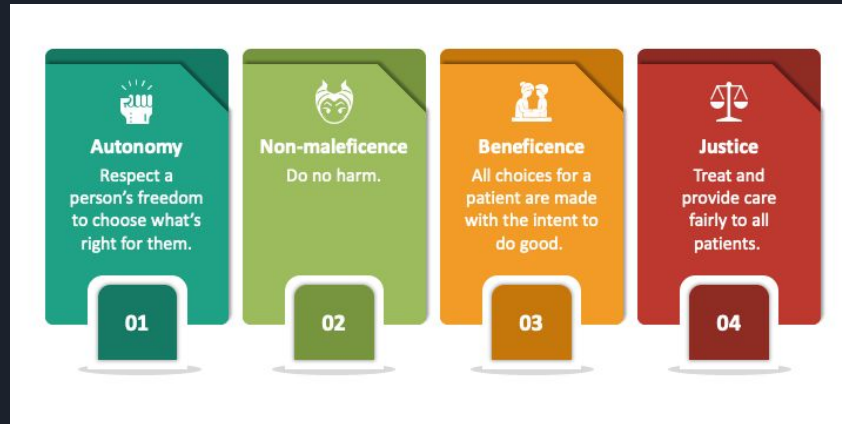 Autonomy
Respect a
person's freedom
to choose what's
right for them.
01
Non-maleficence
Do no harm.
02
Beneficence
All choices for a
patient are made
with the intent to
do good.
03
Justice
Treat and
provide care
fairly to all
patients.
04